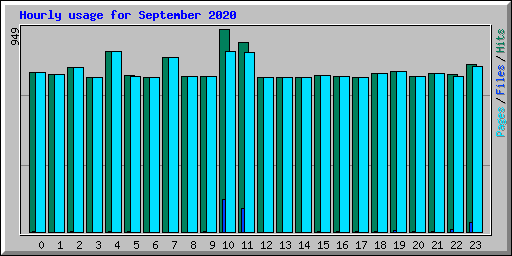 Hourly usage for September 2020
949
Pages/Files/Hits
0 1 2 3 4 5 6 7 8 9 10 11 12 13 14 15 16 17 18 19 20 21 22 23